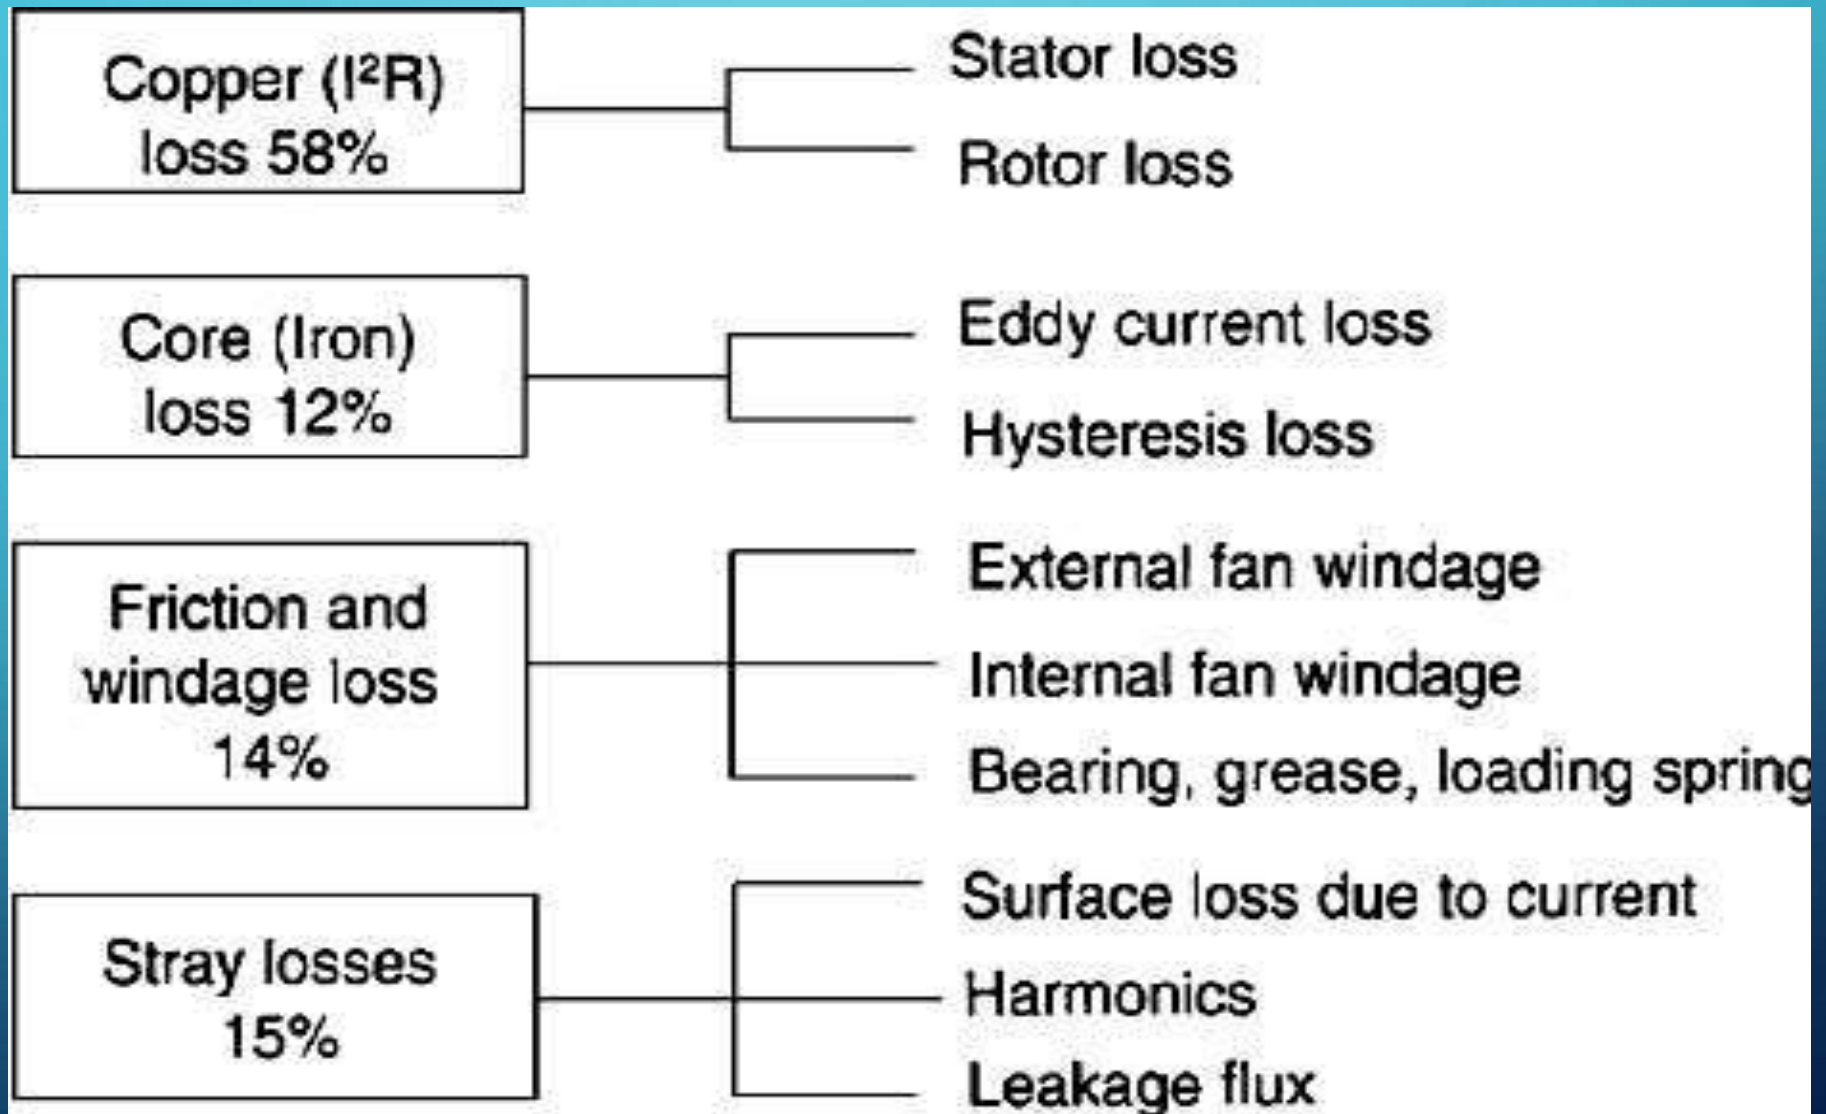 Copper (I²R)
loss 58%
Stator loss
Rotor loss
Core (Iron)
loss 12%
Eddy current loss
Hysteresis loss
Friction and
windage loss
14%
External fan windage
Internal fan windage
Bearing, grease, loading spring
Stray losses
15%
Surface loss due to current
Harmonics
Leakage flux